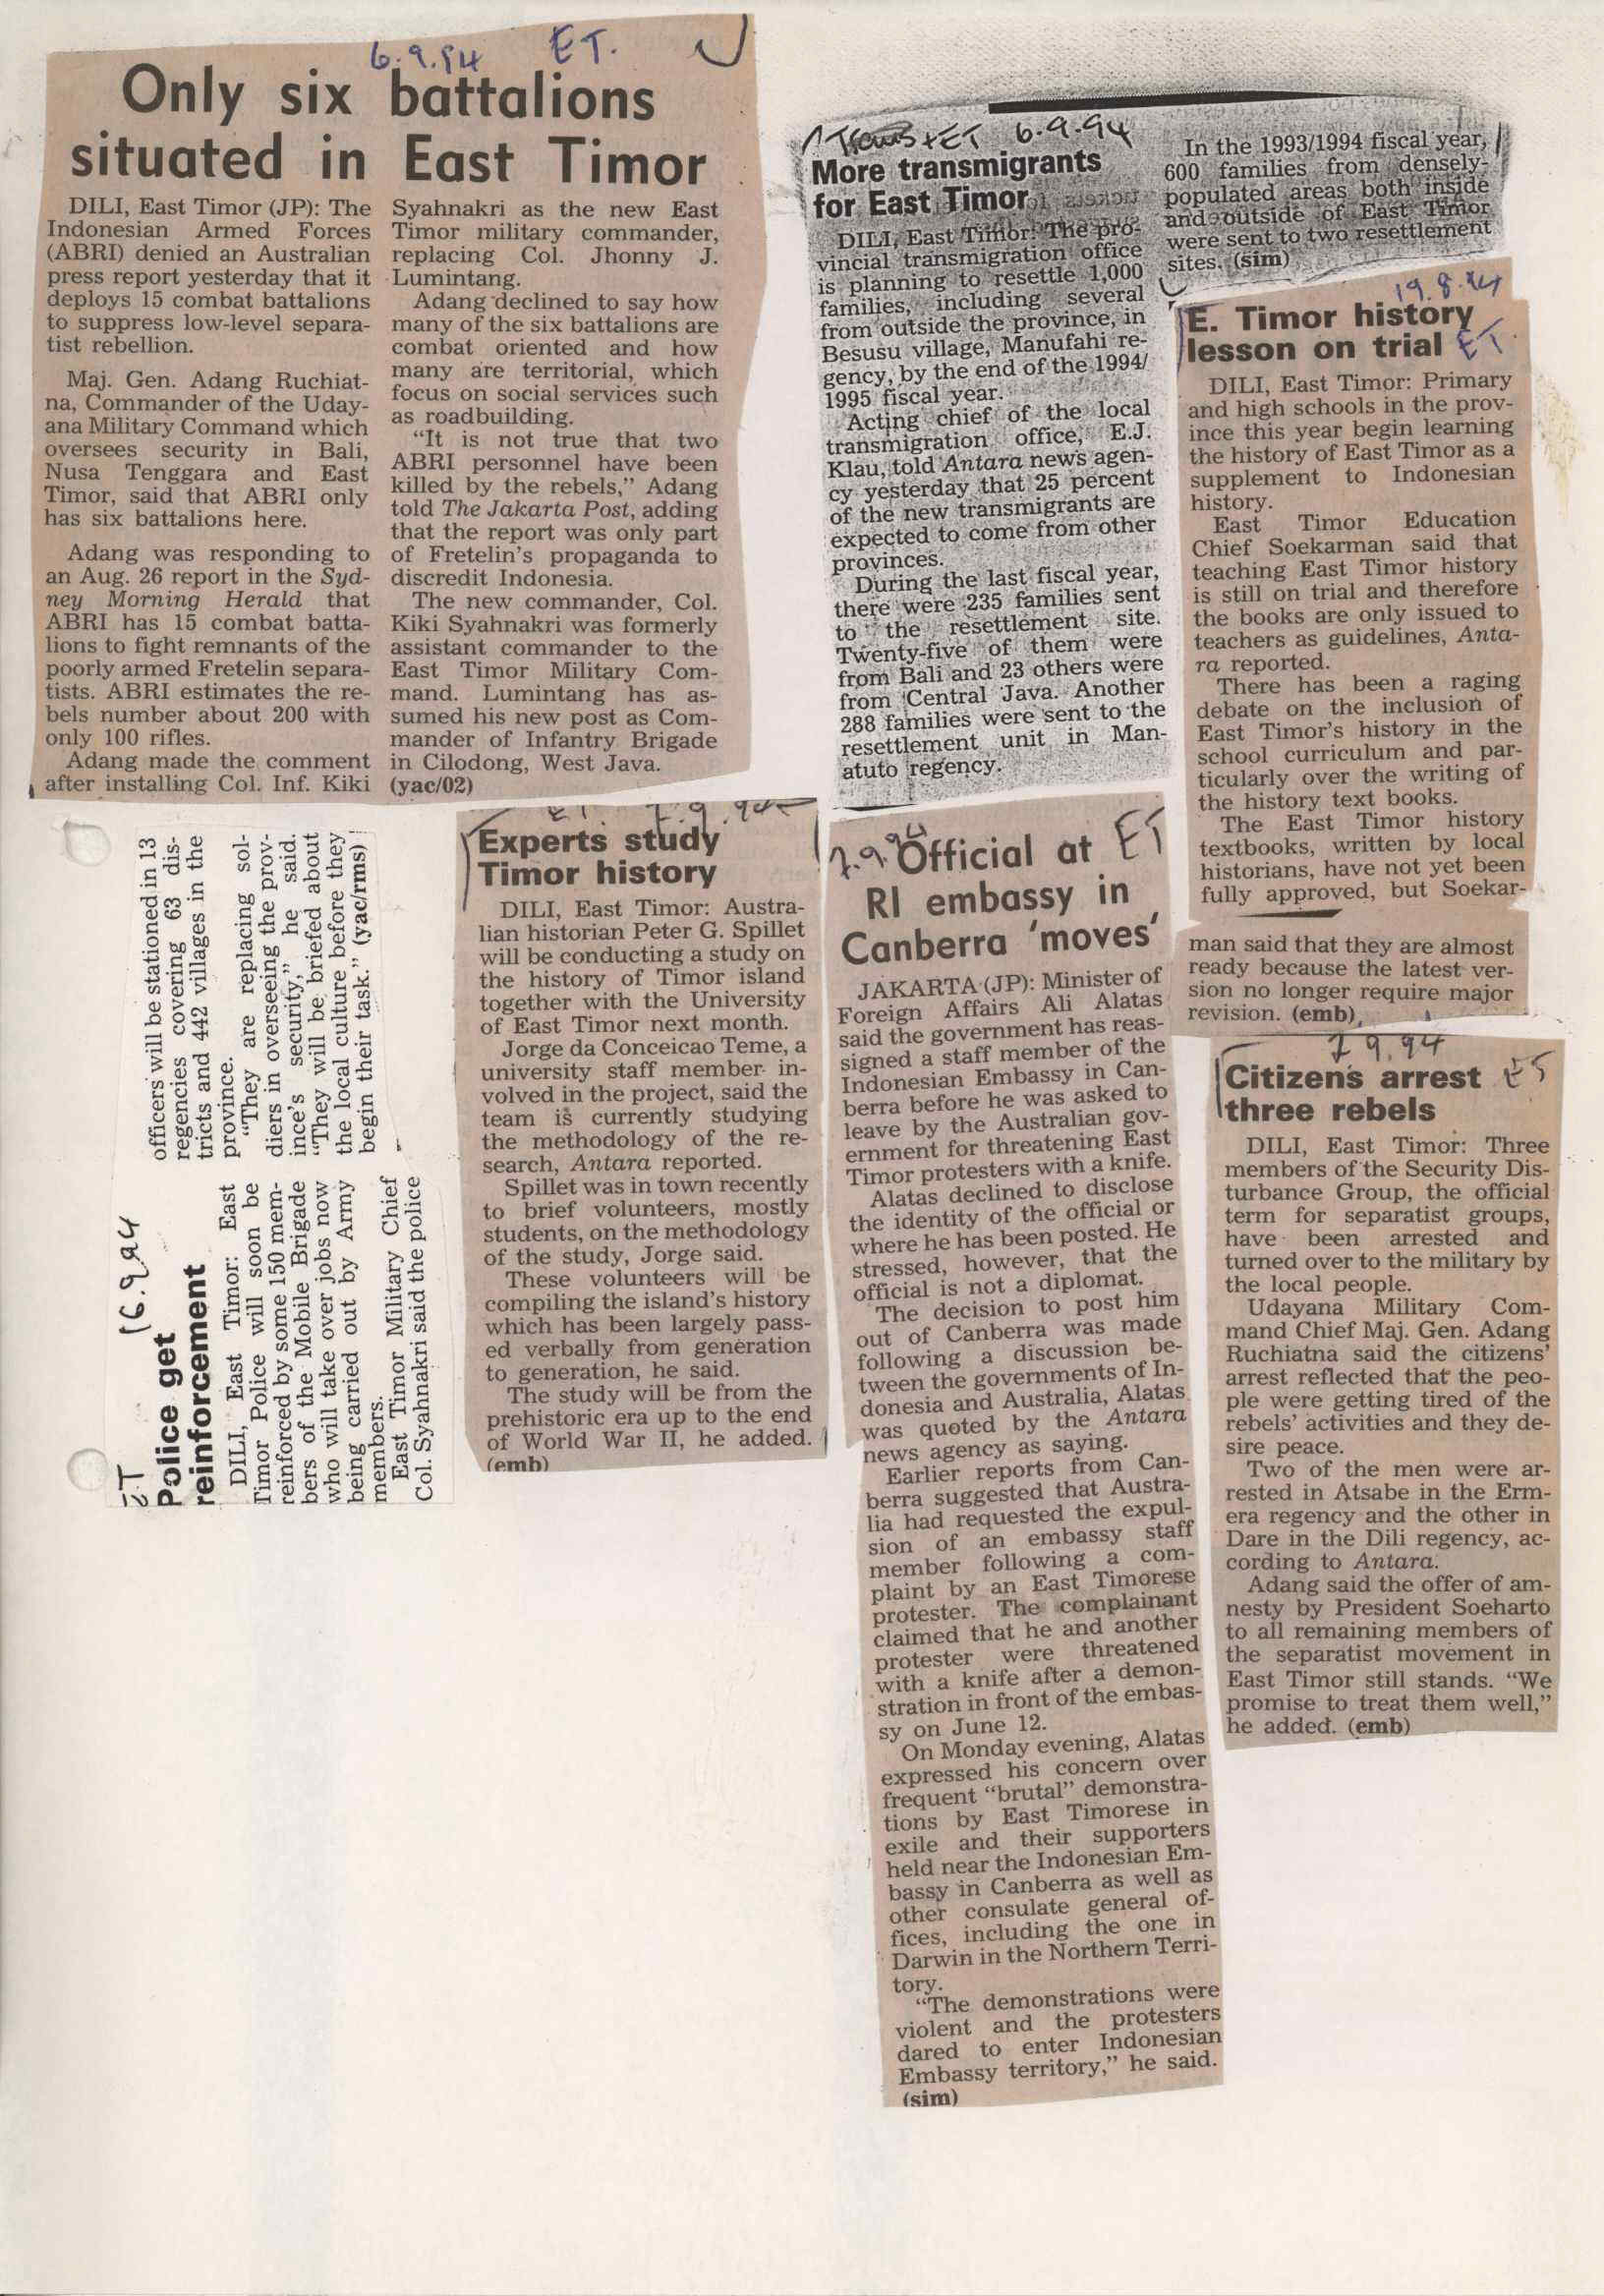 6.9.94 ET.
Only six battalions
situated in East Timor
DILI, East Timor (JP): The
Indonesian Armed Forces
(ABRI) denied an Australian
press report yesterday that it
deploys 15 combat battalions
to suppress low-level separa-
tist rebellion.
Maj. Gen. Adang Ruchiat-
na, Commander of the Uday-
ana Military Command which
oversees security in Bali,
Nusa Tenggara and East
Timor, said that ABRI only
has six battalions here.
Adang was responding to
an Aug. 26 report in the Syd-
ney Morning Herald that
ABRI has 15 combat batta-
lions to fight remnants of the
poorly armed Fretelin separa-
tists. ABRI estimates the re-
bels number about 200 with
only 100 rifles.
Adang made the comment
after installing Col. Inf. Kiki
Syahnakri as the new East
Timor military commander,
replacing Col. Jhonny J.
Lumintang.
Adang declined to say how
many of the six battalions are
combat oriented and how
many are territorial, which
focus on social services such
as roadbuilding.
“It is not true that two
ABRI personnel have been
killed by the rebels,” Adang
told The Jakarta Post, adding
that the report was only part
of Fretelin’s propaganda to
discredit Indonesia.
The new commander, Col.
Kiki Syahnakri was formerly
assistant commander to the
East Timor Military Com-
mand. Lumintang has as-
sumed his new post as Com-
mander of Infantry Brigade
in Cilodong, West Java.
(yac/02)
Trans + ET 6.9.94
More transmigrants
for East Timor
DILI, East Timor: The pro-
vincial transmigration office
is planning to resettle 1,000
families, including several
from outside the province, in
Besusu village, Manufahi re-
gency, by the end of the 1994/
1995 fiscal year.
Acting chief of the local
transmigration office, E.J.
Klau, told Antara news agen-
cy yesterday that 25 percent
of the new transmigrants are
expected to come from other
provinces.
During the last fiscal year,
there were 235 families sent
to the resettlement site.
Twenty-five of them were
from Bali and 23 others were
from Central Java. Another
288 families were sent to the
resettlement unit in Man-
atuto regency.
In the 1993/1994 fiscal year,
600 families from densely-
populated areas both inside
and outside of East Timor
were sent to two resettlement
sites. (sim)
19.8.94
E. Timor history
lesson on trial ET.
DILI, East Timor: Primary
and high schools in the prov-
ince this year begin learning
the history of East Timor as a
supplement to Indonesian
history.
East Timor Education
Chief Soekarman said that
teaching East Timor history
is still on trial and therefore
the books are only issued to
teachers as guidelines, Anta-
ra reported.
There has been a raging
debate on the inclusion of
East Timor’s history in the
school curriculum and par-
ticularly over the writing of
the history text books.
The East Timor history
textbooks, written by local
historians, have not yet been
fully approved, but Soekar-
man said that they are almost
ready because the latest ver-
sion no longer require major
revision. (emb)
ET 16.9.94
Police get
reinforcement
DILI, East Timor: East
Timor Police will soon be
reinforced by some 150 mem-
bers of the Mobile Brigade
who will take over jobs now
being carried out by Army
members.
East Timor Military Chief
Col. Syahnakri said the police
officers will be stationed in 13
regencies covering 63 dis-
tricts and 442 villages in the
province.
“They are replacing sol-
diers in overseeing the prov-
ince’s security,” he said.
“They will be briefed about
the local culture before they
begin their task.” (yac/rms)
ET. 7.9.94
Experts study
Timor history
DILI, East Timor: Austra-
lian historian Peter G. Spillet
will be conducting a study on
the history of Timor island
together with the University
of East Timor next month.
Jorge da Conceicao Teme, a
university staff member in-
volved in the project, said the
team is currently studying
the methodology of the re-
search, Antara reported.
Spillet was in town recently
to brief volunteers, mostly
students, on the methodology
of the study, Jorge said.
These volunteers will be
compiling the island’s history
which has been largely pass-
ed verbally from generation
to generation, he said.
The study will be from the
prehistoric era up to the end
of World War II, he added.
(emb)
7.9.94 ET
Official at
RI embassy in
Canberra ‘moves’
JAKARTA (JP): Minister of
Foreign Affairs Ali Alatas
said the government has reas-
signed a staff member of the
Indonesian Embassy in Can-
berra before he was asked to
leave by the Australian gov-
ernment for threatening East
Timor protesters with a knife.
Alatas declined to disclose
the identity of the official or
where he has been posted. He
stressed, however, that the
official is not a diplomat.
The decision to post him
out of Canberra was made
following a discussion be-
tween the governments of In-
donesia and Australia, Alatas
was quoted by the Antara
news agency as saying.
Earlier reports from Can-
berra suggested that Austra-
lia had requested the expul-
sion of an embassy staff
member following a com-
plaint by an East Timorese
protester. The complainant
claimed that he and another
protester were threatened
with a knife after a demon-
stration in front of the embas-
sy on June 12.
On Monday evening, Alatas
expressed his concern over
frequent “brutal” demonstra-
tions by East Timorese in
exile and their supporters
held near the Indonesian Em-
bassy in Canberra as well as
other consulate general of-
fices, including the one in
Darwin in the Northern Terri-
tory.
“The demonstrations were
violent and the protesters
dared to enter Indonesian
Embassy territory,” he said.
(sim)
7.9.94
Citizens arrest ET
three rebels
DILI, East Timor: Three
members of the Security Dis-
turbance Group, the official
term for separatist groups,
have been arrested and
turned over to the military by
the local people.
Udayana Military Com-
mand Chief Maj. Gen. Adang
Ruchiatna said the citizens’
arrest reflected that the peo-
ple were getting tired of the
rebels’ activities and they de-
sire peace.
Two of the men were ar-
rested in Atsabe in the Erm-
era regency and the other in
Dare in the Dili regency, ac-
cording to Antara.
Adang said the offer of am-
nesty by President Soeharto
to all remaining members of
the separatist movement in
East Timor still stands. “We
promise to treat them well,”
he added. (emb)